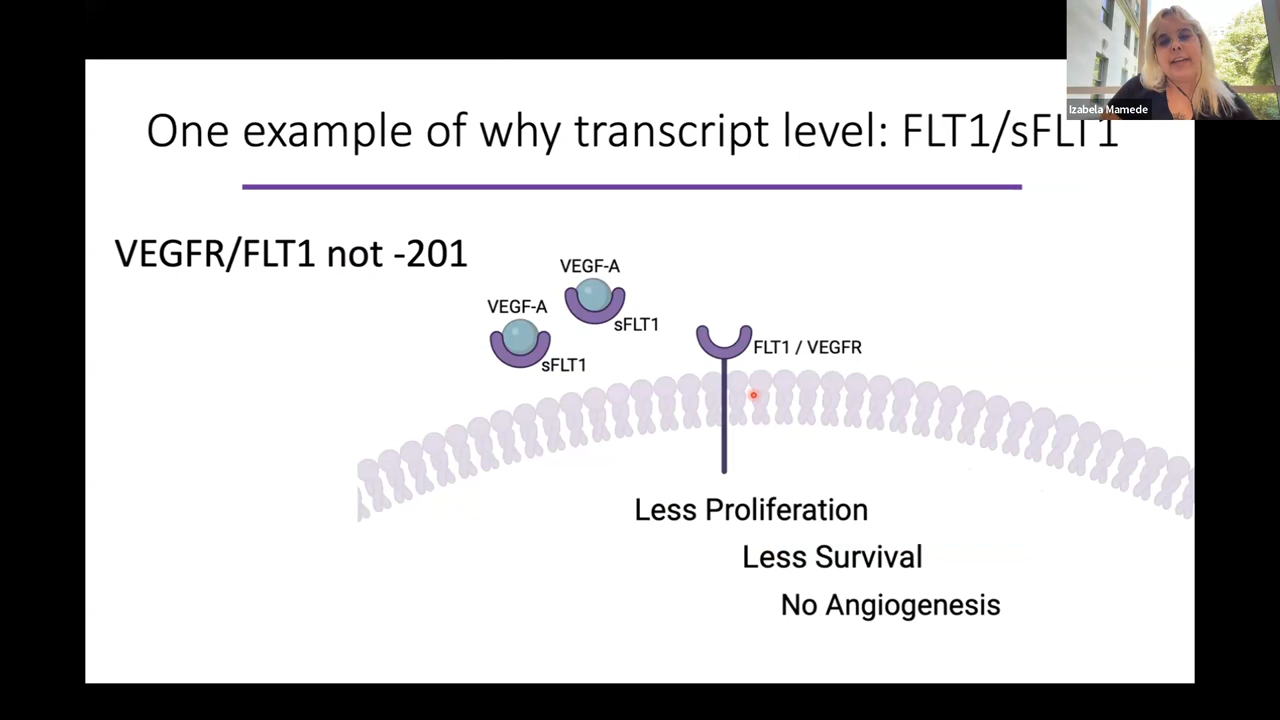 Izabela Mamede
One example of why transcript level: FLT1/sFLT1
VEGFR/FLT1 not -201
VEGF-A
sFLT1
VEGF-A
sFLT1
FLT1 / VEGFR
Less Proliferation
Less Survival
No Angiogenesis